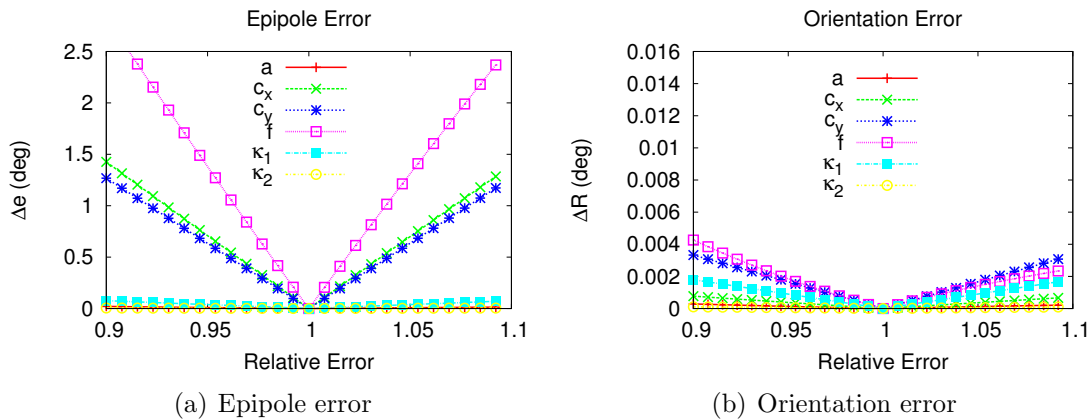 Epipole Error
2.5
2
1.5
1
0.5
0
0.9
0.95
1
1.05
1.1
Δe (deg)
Relative Error
a
c_x
c_y
f
κ_1
κ_2
(a) Epipole error
Orientation Error
0.016
0.014
0.012
0.01
0.008
0.006
0.004
0.002
0
0.9
0.95
1
1.05
1.1
ΔR (deg)
Relative Error
a
c_x
c_y
f
κ_1
κ_2
(b) Orientation error